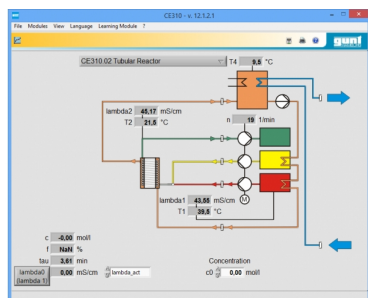 CE310 - v. 12.1.2.1
File Modules View Language Learning Module ?
gunt
CE310.02 Tubular Reactor
T4 9,5 °C
lambda2 45,17 mS/cm
T2 21,5 °C
n 19 1/min
lambda1 43,55 mS/cm
T1 39,8 °C
M
c -0,00 mol/l
f NaN %
tau 3,61 min
lambda0 0,00 mS/cm lambda_act
(lambda 1)
Concentration
c0 0,00 mol/l